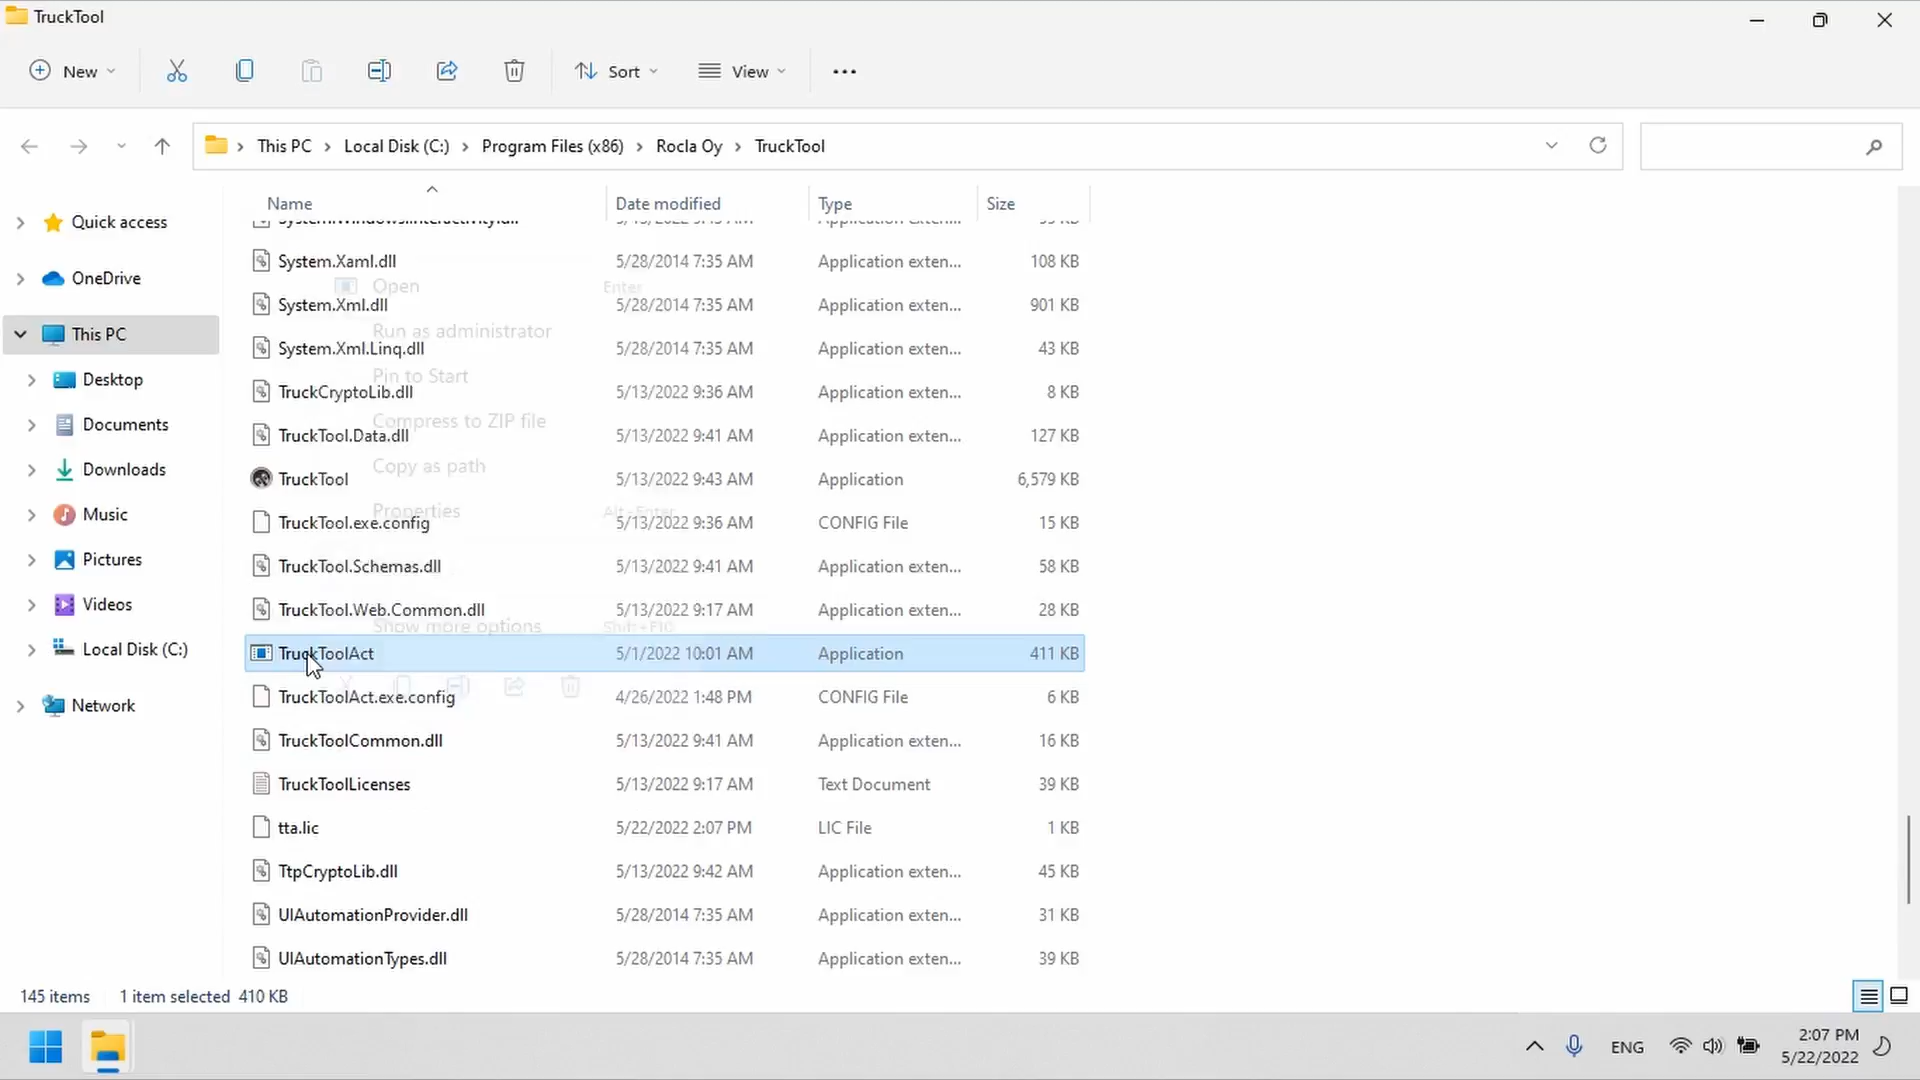 TruckTool
New
Sort
View
This PC
Local Disk (C:)
Program Files (x86)
Rocla Oy
TruckTool
Quick access
OneDrive
This PC
Desktop
Documents
Downloads
Music
Pictures
Videos
Local Disk (C:)
Network
Name Date modified Type Size
System.Xaml.dll 5/28/2014 7:35 AM Application exten... 108 KB
System.Xml.dll 5/28/2014 7:35 AM Application exten... 901 KB
System.Xml.Linq.dll 5/28/2014 7:35 AM Application exten... 43 KB
TruckCryptoLib.dll 5/13/2022 9:36 AM Application exten... 8 KB
TruckTool.Data.dll 5/13/2022 9:41 AM Application exten... 127 KB
TruckTool 5/13/2022 9:43 AM Application 6,579 KB
TruckTool.exe.config 5/13/2022 9:36 AM CONFIG File 15 KB
TruckTool.Schemas.dll 5/13/2022 9:41 AM Application exten... 58 KB
TruckTool.Web.Common.dll 5/13/2022 9:17 AM Application exten... 28 KB
TruckToolAct 5/1/2022 10:01 AM Application 411 KB
TruckToolAct.exe.config 4/26/2022 1:48 PM CONFIG File 6 KB
TruckToolCommon.dll 5/13/2022 9:41 AM Application exten... 16 KB
TruckToolLicenses 5/13/2022 9:17 AM Text Document 39 KB
tta.lic 5/22/2022 2:07 PM LIC File 1 KB
TtpCryptoLib.dll 5/13/2022 9:42 AM Application exten... 45 KB
UIAutomationProvider.dll 5/28/2014 7:35 AM Application exten... 31 KB
UIAutomationTypes.dll 5/28/2014 7:35 AM Application exten... 39 KB
Open Enter
Run as administrator
Pin to Start
Compress to ZIP file
Copy as path
Properties Alt+Enter
Show more options Shift+F10
145 items 1 item selected 410 KB
ENG
2:07 PM
5/22/2022